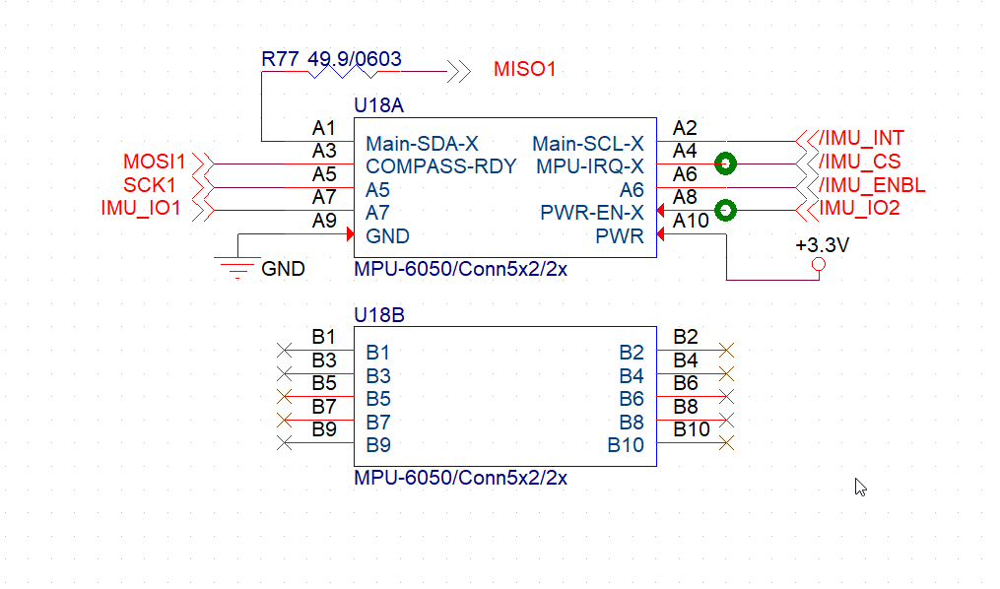 R77 49.9/0603
MISO1
U18A
A1 Main-SDA-X Main-SCL-X A2 /IMU_INT
MOSI1 A3 COMPASS-RDY MPU-IRQ-X A4 /IMU_CS
SCK1 A5 A5 A6 A6 /IMU_ENBL
IMU_IO1 A7 A7 PWR-EN-X A8 IMU_IO2
A9 GND PWR A10
+3.3V
GND
MPU-6050/Conn5x2/2x
U18B
B1 B1 B2 B2
B3 B3 B4 B4
B5 B5 B6 B6
B7 B7 B8 B8
B9 B9 B10 B10
MPU-6050/Conn5x2/2x